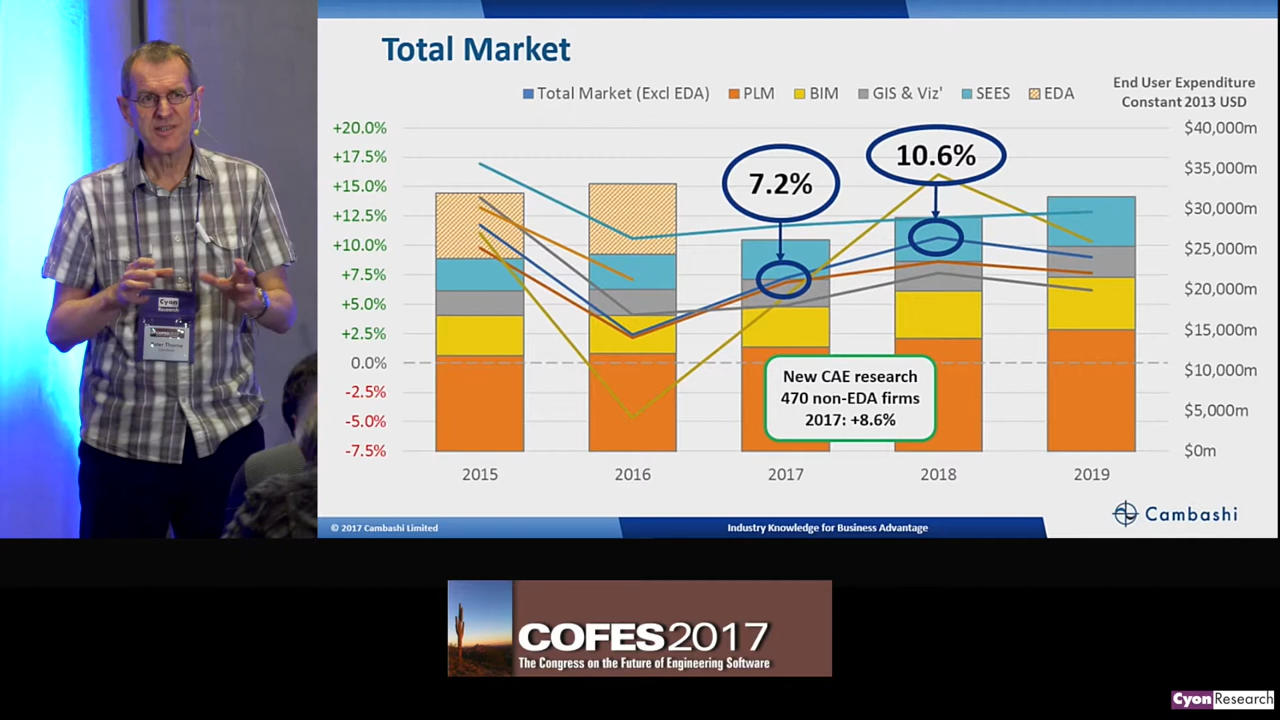 Total Market
Total Market (Excl EDA) PLM BIM GIS & Viz' SEES EDA
End User Expenditure
Constant 2013 USD
+20.0%
+17.5%
+15.0%
+12.5%
+10.0%
+7.5%
+5.0%
+2.5%
0.0%
-2.5%
-5.0%
-7.5%
7.2%
10.6%
New CAE research
470 non-EDA firms
2017: +8.6%
$40,000m
$35,000m
$30,000m
$25,000m
$20,000m
$15,000m
$10,000m
$5,000m
$0m
2015 2016 2017 2018 2019
Cambashi
© 2017 Cambashi Limited
Industry Knowledge for Business Advantage
Cyon
Research
Peter Thorne
COFES2017
The Congress on the Future of Engineering Software
CyonResearch